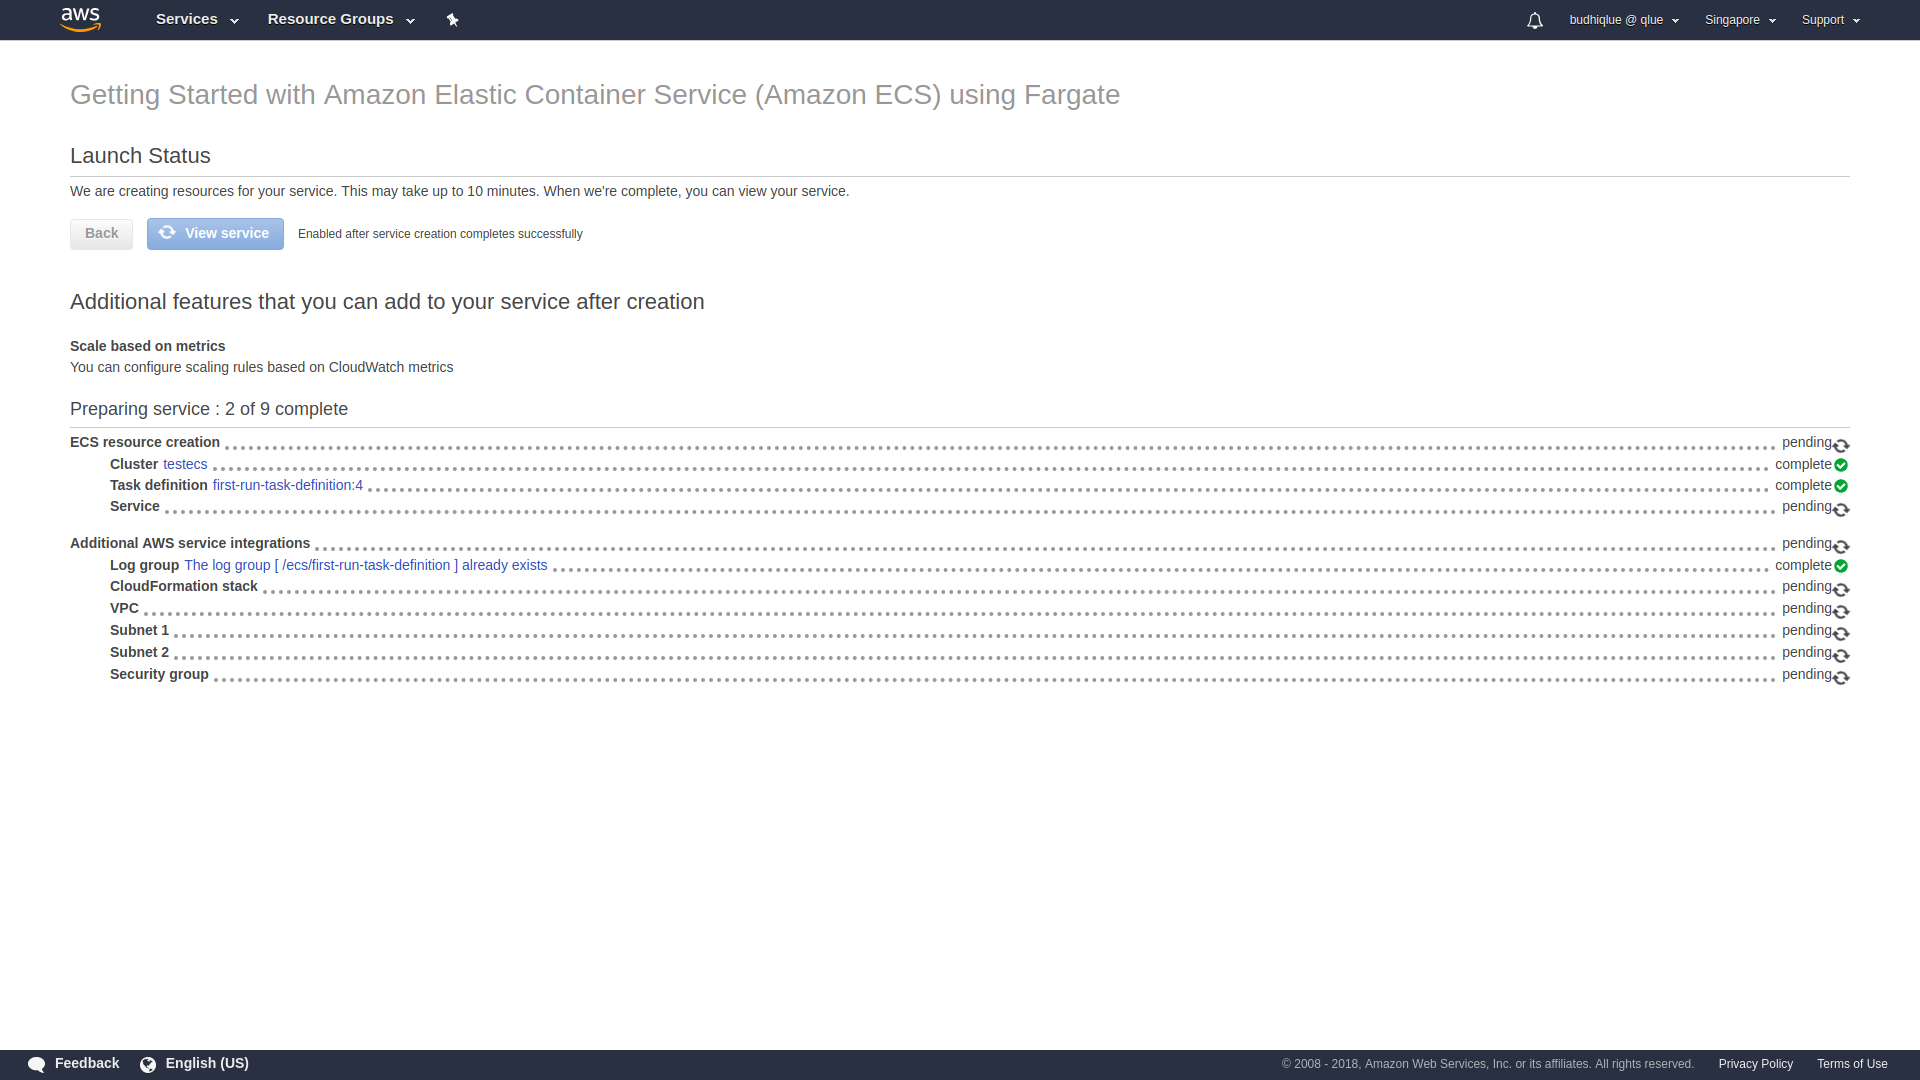 aws Services Resource Groups budhiqlue @ qlue Singapore Support
Getting Started with Amazon Elastic Container Service (Amazon ECS) using Fargate
Launch Status
We are creating resources for your service. This may take up to 10 minutes. When we're complete, you can view your service.
Back View service Enabled after service creation completes successfully
Additional features that you can add to your service after creation
Scale based on metrics
You can configure scaling rules based on CloudWatch metrics
Preparing service : 2 of 9 complete
ECS resource creation pending
Cluster testecs complete
Task definition first-run-task-definition:4 complete
Service pending
Additional AWS service integrations pending
Log group The log group [ /ecs/first-run-task-definition ] already exists complete
CloudFormation stack pending
VPC pending
Subnet 1 pending
Subnet 2 pending
Security group pending
Feedback English (US) © 2008 - 2018, Amazon Web Services, Inc. or its affiliates. All rights reserved. Privacy Policy Terms of Use